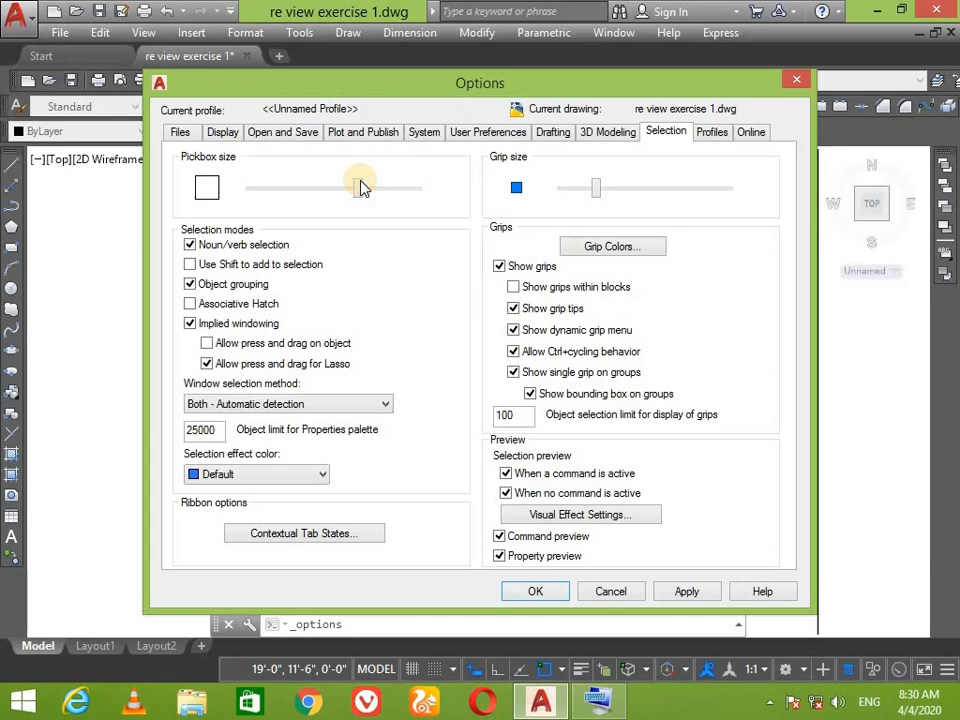 re view exercise 1.dwg
Type a keyword or phrase
Sign In
File Edit View Insert Format Tools Draw Dimension Modify Parametric Window Help Express
Start
re view exercise 1*
Standard
ByLayer
[−][Top][2D Wireframe
Options
Current profile: <<Unnamed Profile>> Current drawing: re view exercise 1.dwg
Files Display Open and Save Plot and Publish System User Preferences Drafting 3D Modeling Selection Profiles Online
Pickbox size
Selection modes
Noun/verb selection
Use Shift to add to selection
Object grouping
Associative Hatch
Implied windowing
Allow press and drag on object
Allow press and drag for Lasso
Window selection method:
Both - Automatic detection
25000 Object limit for Properties palette
Selection effect color:
Default
Ribbon options
Contextual Tab States...
Grip size
Grips
Grip Colors...
Show grips
Show grips within blocks
Show grip tips
Show dynamic grip menu
Allow Ctrl+cycling behavior
Show single grip on groups
Show bounding box on groups
100 Object selection limit for display of grips
Preview
Selection preview
When a command is active
When no command is active
Visual Effect Settings...
Command preview
Property preview
OK Cancel Apply Help
N
W TOP E
S
Unnamed
_options
Model Layout1 Layout2
19'-0", 11'-6", 0'-0" MODEL 1:1
ENG
8:30 AM
4/4/2020